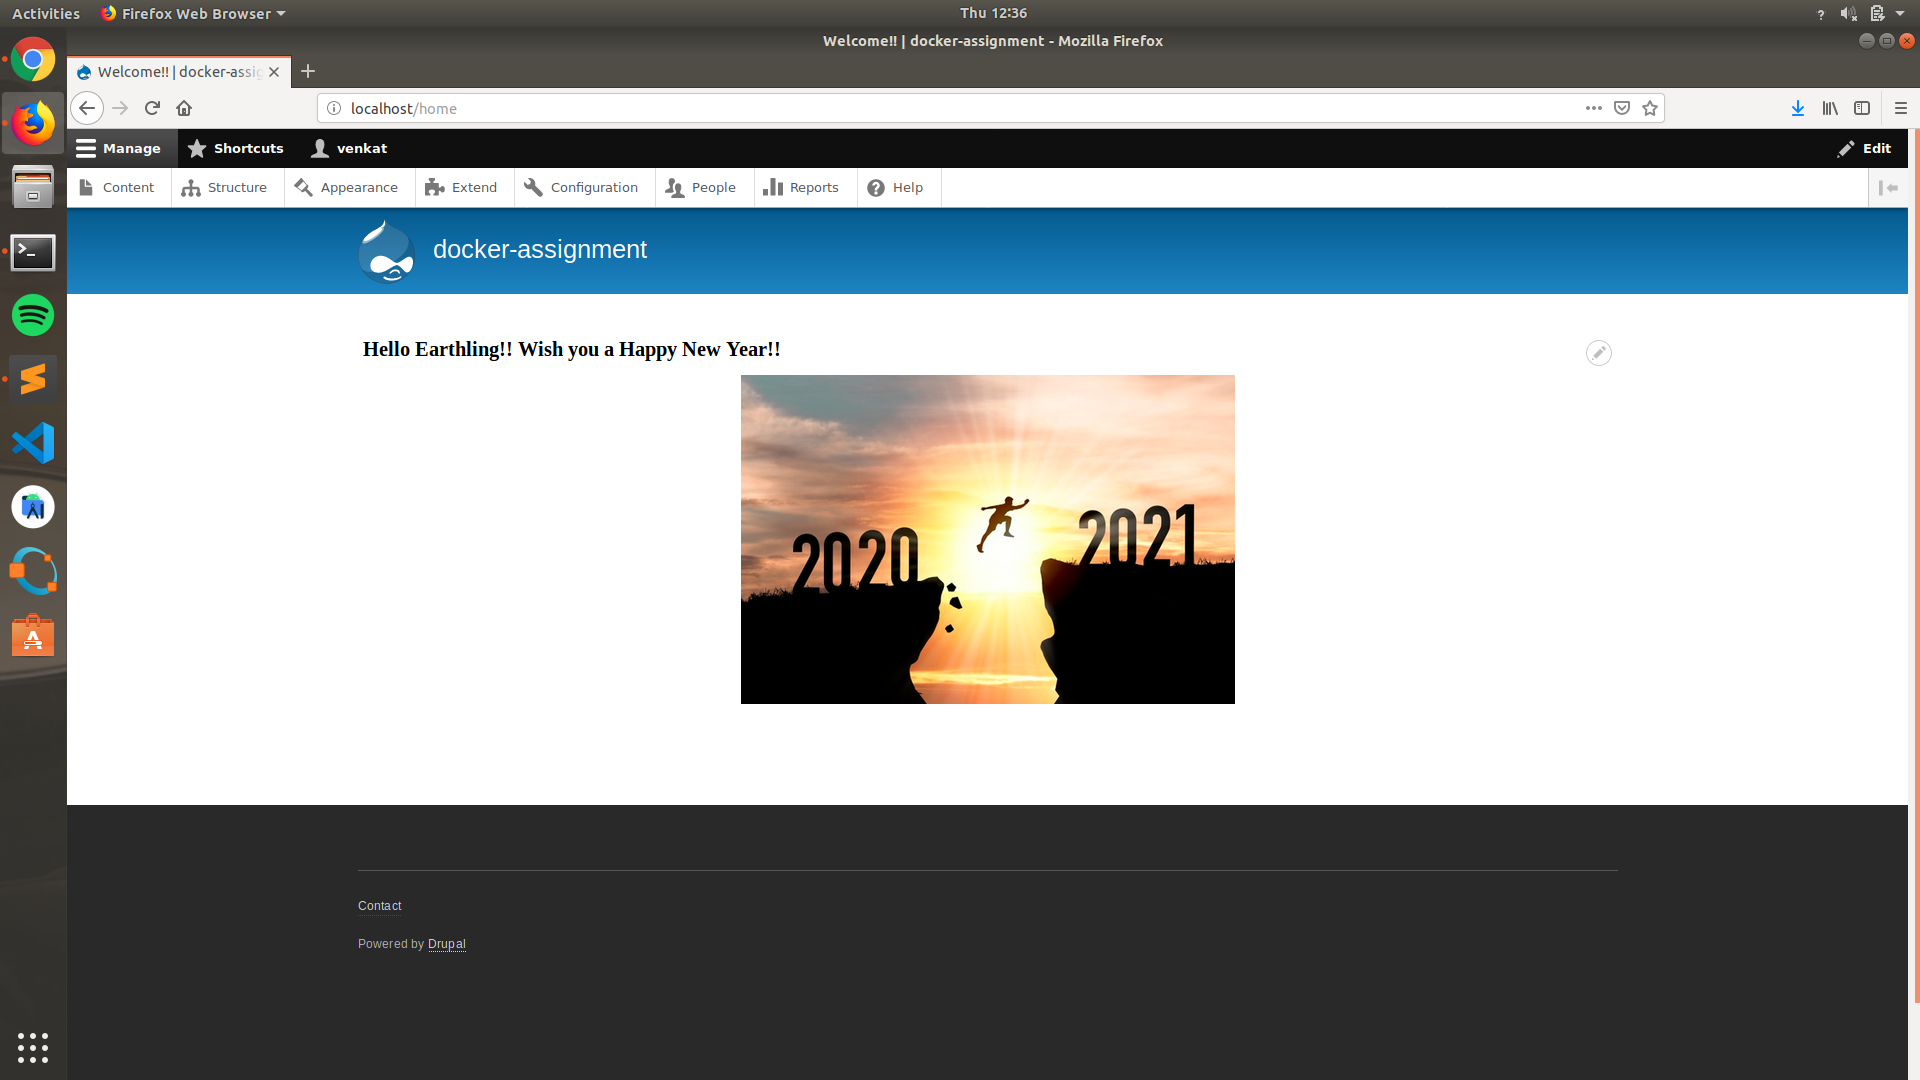 Activities Firefox Web Browser Thu 12:36
Welcome!! | docker-assignment - Mozilla Firefox
Welcome!! | docker-assig
localhost/home
Manage Shortcuts venkat Edit
Content Structure Appearance Extend Configuration People Reports Help
docker-assignment
Hello Earthling!! Wish you a Happy New Year!!
2020 2021
Contact
Powered by Drupal